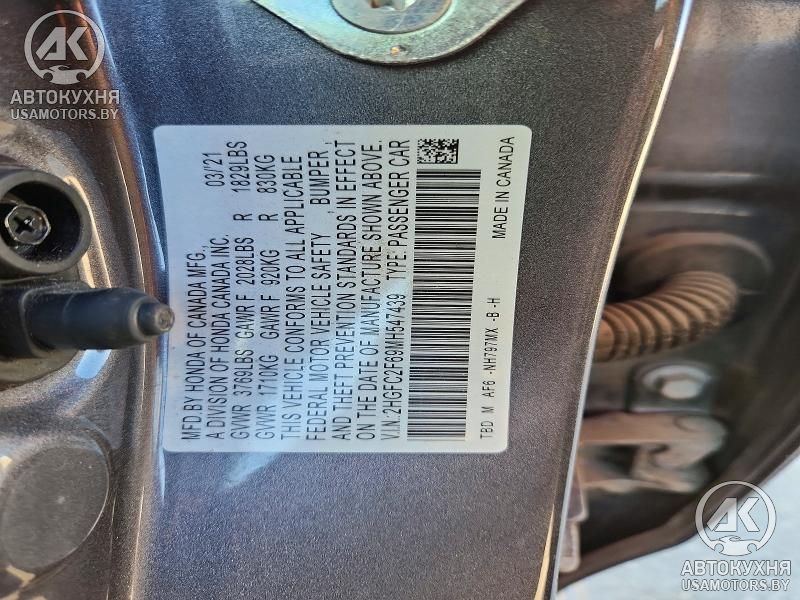 АВТОКУХНЯ
USAMOTORS.BY
MFD.BY HONDA OF CANADA MFG., 03/'21
A DIVISION OF HONDA CANADA INC.
GVWR 3769LBS GAWR F 2028LBS R 1829LBS
GVWR 1710KG GAWR F 920KG R 830KG
THIS VEHICLE CONFORMS TO ALL APPLICABLE
FEDERAL MOTOR VEHICLE SAFETY, BUMPER,
AND THEFT PREVENTION STANDARDS IN EFFECT
ON THE DATE OF MANUFACTURE SHOWN ABOVE.
V.I.N.:2HGFC2F69MH547439 TYPE: PASSENGER CAR
TBD M AF6 -NH797MX -B -H MADE IN CANADA
АК
АВТОКУХНЯ
USAMOTORS.BY